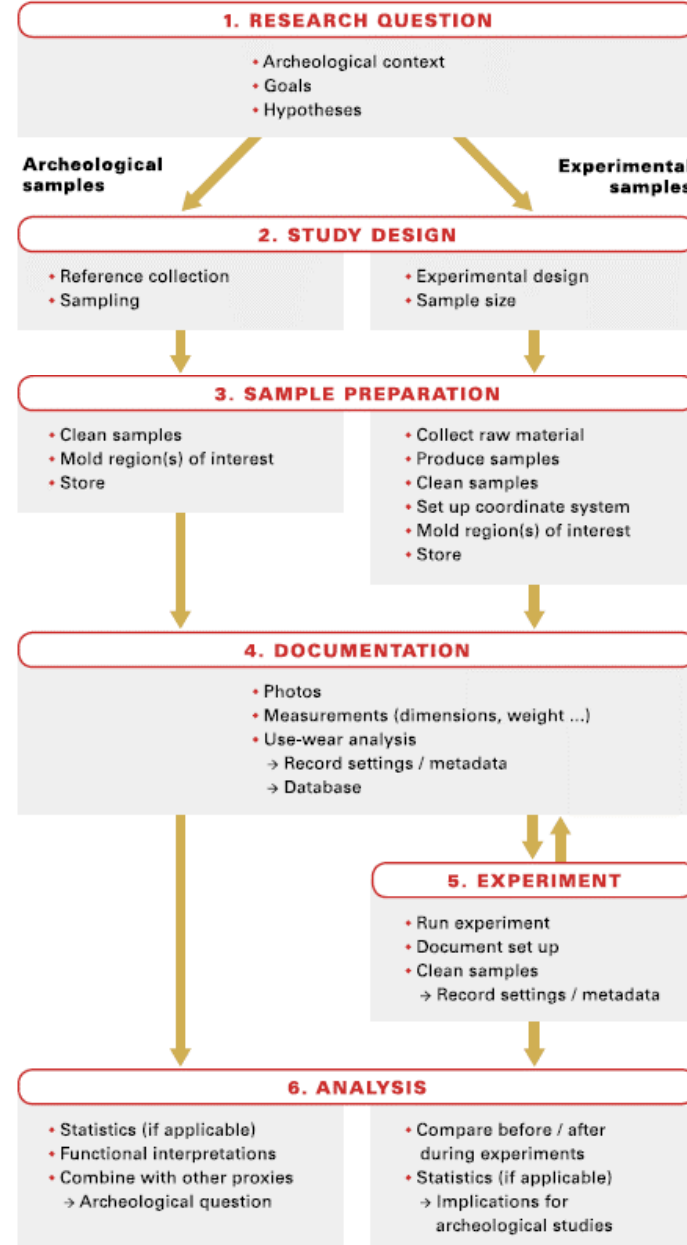 1. RESEARCH QUESTION
• Archeological context
• Goals
• Hypotheses
Archeological
samples
Experimental
samples
2. STUDY DESIGN
• Reference collection
• Sampling
• Experimental design
• Sample size
3. SAMPLE PREPARATION
• Clean samples
• Mold region(s) of interest
• Store
• Collect raw material
• Produce samples
• Clean samples
• Set up coordinate system
• Mold region(s) of interest
• Store
4. DOCUMENTATION
• Photos
• Measurements (dimensions, weight ...)
• Use-wear analysis
→ Record settings / metadata
→ Database
5. EXPERIMENT
• Run experiment
• Document set up
• Clean samples
→ Record settings / metadata
6. ANALYSIS
• Statistics (if applicable)
• Functional interpretations
• Combine with other proxies
→ Archeological question
• Compare before / after
during experiments
• Statistics (if applicable)
→ Implications for
archeological studies